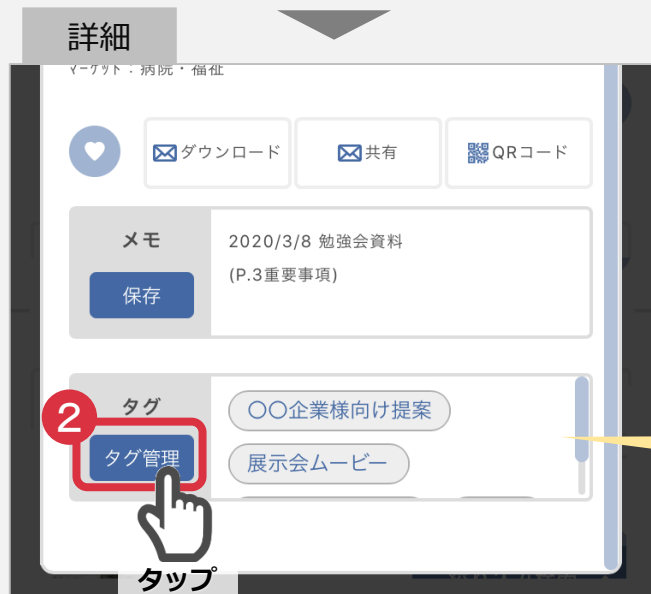 詳細
マーケット：病院・福祉
ダウンロード
共有
QRコード
メモ
2020/3/8 勉強会資料
(P.3重要事項)
保存
タグ
〇〇企業様向け提案
2
タグ管理
展示会ムービー
タップ